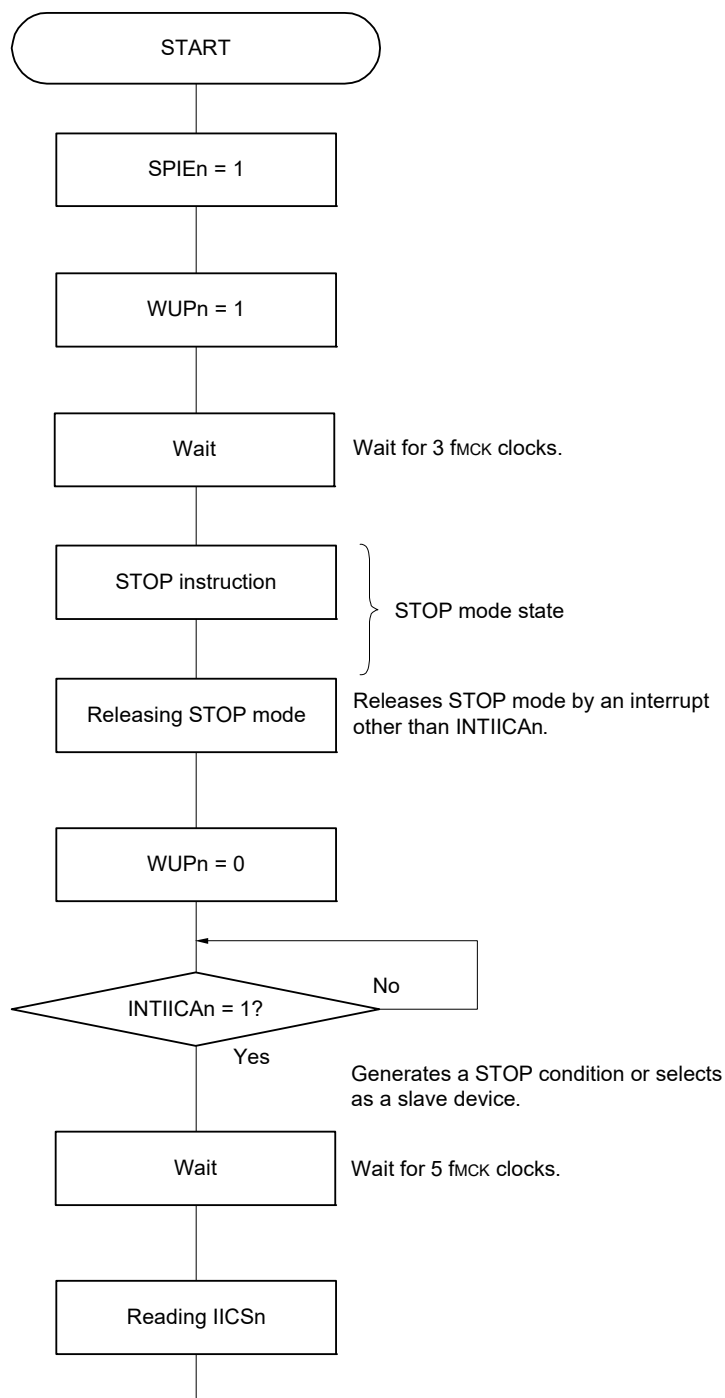 START
SPIEn = 1
WUPn = 1
Wait
Wait for 3 fMCK clocks.
STOP instruction
STOP mode state
Releasing STOP mode
Releases STOP mode by an interrupt
other than INTIICAn.
WUPn = 0
No
INTIICAn = 1?
Yes
Generates a STOP condition or selects
as a slave device.
Wait
Wait for 5 fMCK clocks.
Reading IICSn